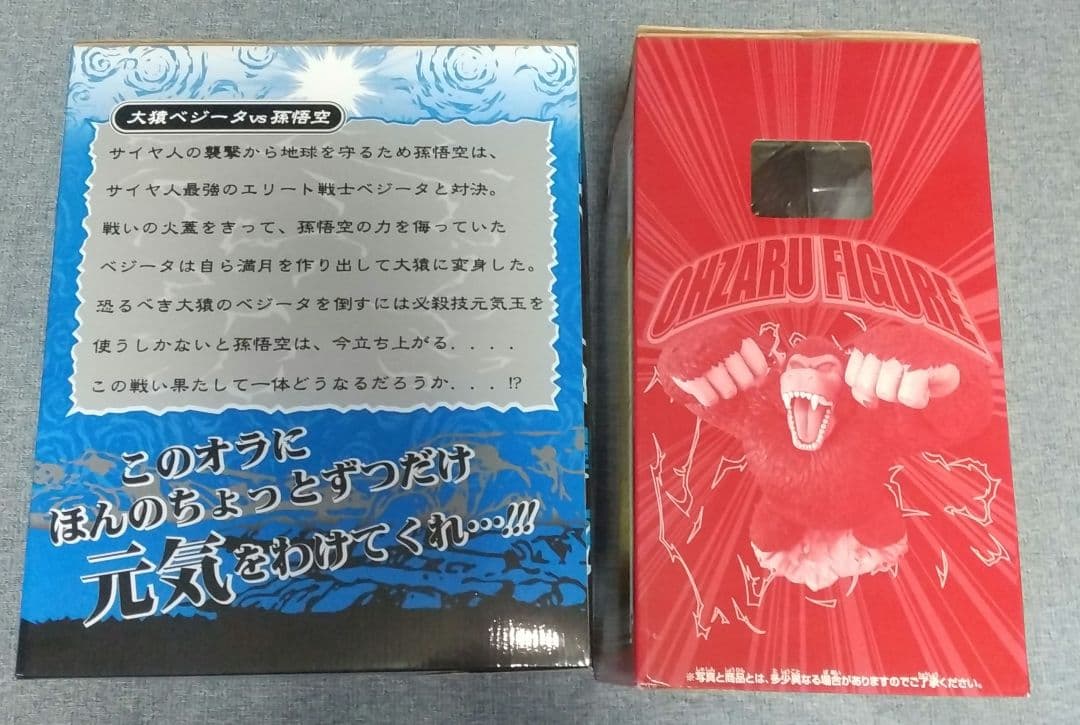 大猿ベジータvs孫悟空
サイヤ人の襲撃から地球を守るため孫悟空は、
サイヤ人最強のエリート戦士ベジータと対決。
戦いの火蓋をきって、孫悟空の力を侮っていた
ベジータは自ら満月を作り出して大猿に変身した。
恐るべき大猿のベジータを倒すには必殺技元気玉を
使うしかないと孫悟空は、今立ち上がる．．．．
この戦い果たして一体どうなるだろうか．．．!?
このオラに
ほんのちょっとずつだけ
元気をわけてくれ…!!!
OHZARU FIGURE
※写真と商品とは、多少異なる場合がありますのでご了承ください。